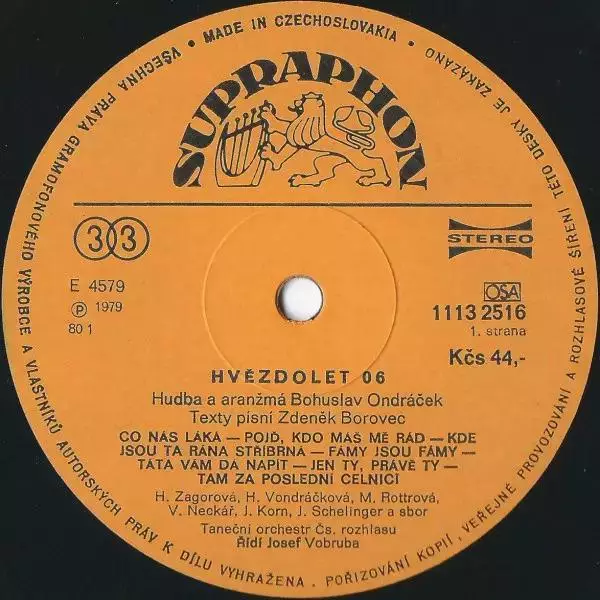 VŠECHNA PRÁVA GRAMOFONOVÉHO VÝROBCE A VLASTNÍKŮ AUTORSKÝCH PRÁV K DÍLU VYHRAŽENA. POŘIZOVÁNÍ KOPIÍ, VEŘEJNÉ PROVOZOVÁNÍ A ROZHLASOVÉ ŠÍŘENÍ TÉTO DESKY JE ZAKÁZÁNO
• MADE IN CZECHOSLOVAKIA •
SUPRAPHON
33
STEREO
E 4579
Ⓟ 1979
80 1
OSA
1113 2516
1. strana
Kčs 44,-
HVĚZDOLET 06
Hudba a aranžmá Bohuslav Ondráček
Texty písní Zdeněk Borovec
CO NÁS LÁKÁ — POJĎ, KDO MÁŠ MĚ RÁD — KDE
JSOU TA RÁNA STŘÍBRNÁ — FÁMY JSOU FÁMY —
TÁTA VÁM DÁ NAPÍT — JEN TY, PRÁVĚ TY —
TAM ZA POSLEDNÍ CELNICÍ
H. Zagorová, H. Vondráčková, M. Rottrová,
V. Neckář, J. Korn, J. Schelinger a sbor
Taneční orchestr Čs. rozhlasu
Řídí Josef Vobruba